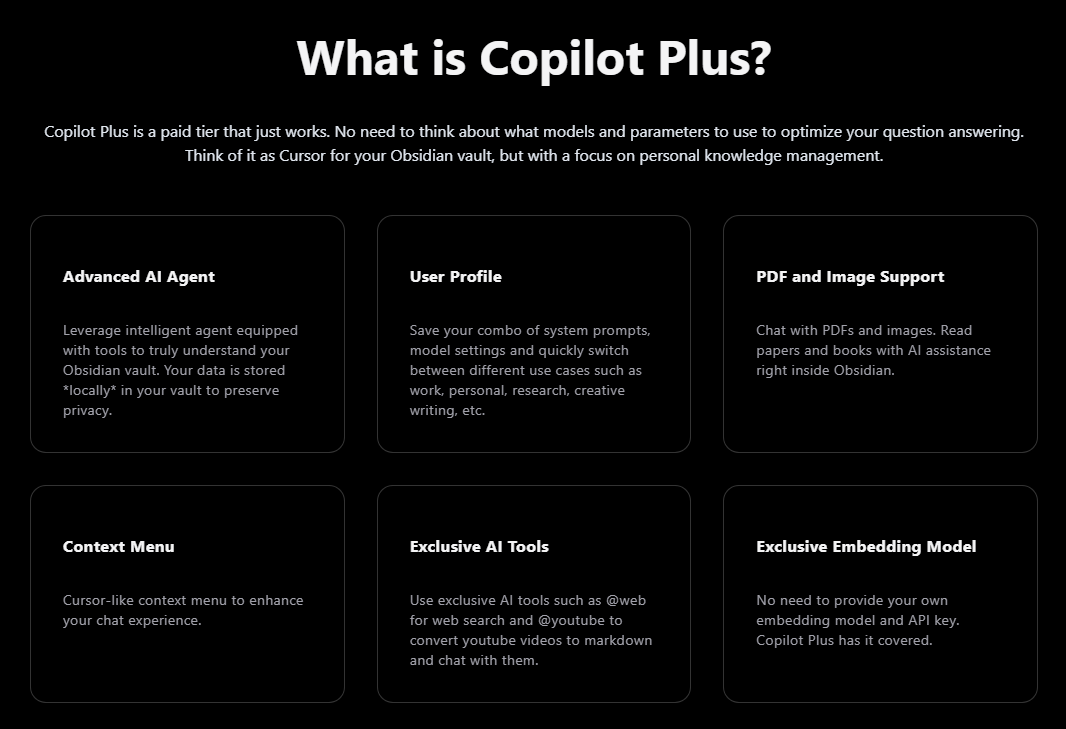 What is Copilot Plus?
Copilot Plus is a paid tier that just works. No need to think about what models and parameters to use to optimize your question answering.
Think of it as Cursor for your Obsidian vault, but with a focus on personal knowledge management.
Advanced AI Agent
Leverage intelligent agent equipped
with tools to truly understand your
Obsidian vault. Your data is stored
*locally* in your vault to preserve
privacy.
User Profile
Save your combo of system prompts,
model settings and quickly switch
between different use cases such as
work, personal, research, creative
writing, etc.
PDF and Image Support
Chat with PDFs and images. Read
papers and books with AI assistance
right inside Obsidian.
Context Menu
Cursor-like context menu to enhance
your chat experience.
Exclusive AI Tools
Use exclusive AI tools such as @web
for web search and @youtube to
convert youtube videos to markdown
and chat with them.
Exclusive Embedding Model
No need to provide your own
embedding model and API key.
Copilot Plus has it covered.